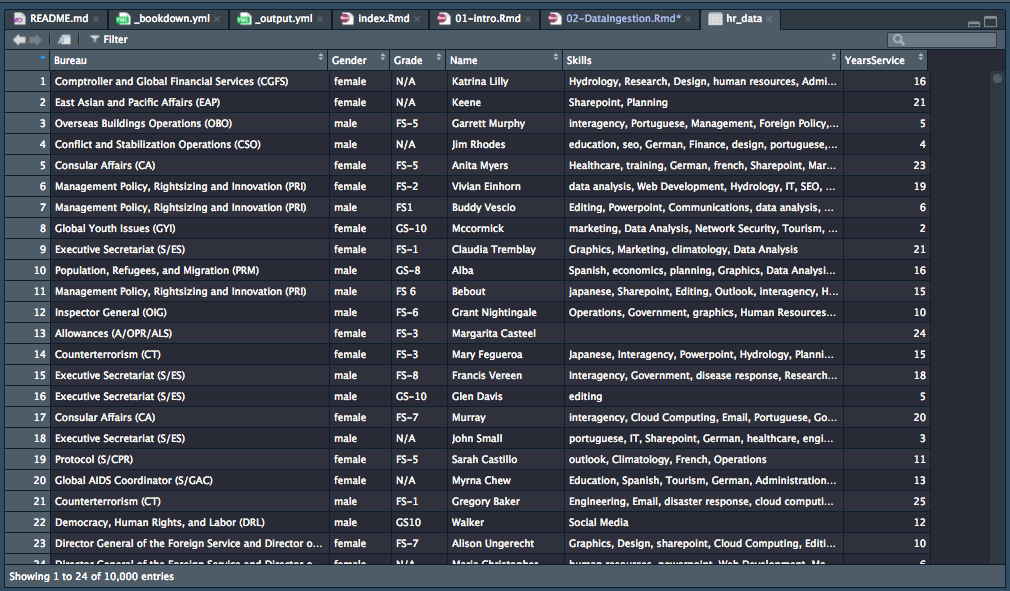 README.md × _bookdown.yml × _output.yml × index.Rmd × 01-intro.Rmd × 02-DataIngestion.Rmd* × hr_data ×
Filter
Bureau Gender Grade Name Skills YearsService
1 Comptroller and Global Financial Services (CGFS) female N/A Katrina Lilly Hydrology, Research, Design, human resources, Admi... 16
2 East Asian and Pacific Affairs (EAP) female N/A Keene Sharepoint, Planning 21
3 Overseas Buildings Operations (OBO) male FS-5 Garrett Murphy interagency, Portuguese, Management, Foreign Policy,... 5
4 Conflict and Stabilization Operations (CSO) male N/A Jim Rhodes education, seo, German, Finance, design, portuguese,... 4
5 Consular Affairs (CA) female FS-5 Anita Myers Healthcare, training, German, french, Sharepoint, Mar... 23
6 Management Policy, Rightsizing and Innovation (PRI) female FS-2 Vivian Einhorn data analysis, Web Development, Hydrology, IT, SEO, ... 19
7 Management Policy, Rightsizing and Innovation (PRI) male FS1 Buddy Vescio Editing, Powerpoint, Communications, data analysis, ... 6
8 Global Youth Issues (GYI) female GS-10 Mccormick marketing, Data Analysis, Network Security, Tourism, ... 2
9 Executive Secretariat (S/ES) female FS-1 Claudia Tremblay Graphics, Marketing, climatology, Data Analysis 21
10 Population, Refugees, and Migration (PRM) male GS-8 Alba Spanish, economics, planning, Graphics, Data Analysi... 16
11 Management Policy, Rightsizing and Innovation (PRI) male FS 6 Bebout japanese, Sharepoint, Editing, Outlook, Interagency, H... 15
12 Inspector General (OIG) male FS-6 Grant Nightingale Operations, Government, graphics, Human Resources... 10
13 Allowances (A/OPR/ALS) female FS-3 Margarita Casteel 24
14 Counterterrorism (CT) female FS-3 Mary Fegueroa Japanese, Interagency, Powerpoint, Hydrology, Planni... 15
15 Executive Secretariat (S/ES) male FS-8 Francis Vereen Interagency, Government, disease response, Research... 18
16 Executive Secretariat (S/ES) male GS-10 Glen Davis editing 5
17 Consular Affairs (CA) female FS-7 Murray interagency, Cloud Computing, Email, Portuguese, Go... 20
18 Executive Secretariat (S/ES) male N/A John Small portuguese, IT, Sharepoint, German, healthcare, engi... 3
19 Protocol (S/CPR) female FS-5 Sarah Castillo outlook, Climatology, French, Operations 11
20 Global AIDS Coordinator (S/GAC) female N/A Myrna Chew Education, Spanish, Tourism, German, Administration... 13
21 Counterterrorism (CT) male FS-1 Gregory Baker Engineering, Email, disaster response, cloud computi... 25
22 Democracy, Human Rights, and Labor (DRL) male GS10 Walker Social Media 12
23 Director General of the Foreign Service and Director o... female FS-7 Alison Ungerecht Graphics, Design, sharepoint, Cloud Computing, Editi... 10
24 Director General of the Foreign Service and Director o... female N/A Maria Christopher human resources, powerpoint, Web Development, Ma... 6
Showing 1 to 24 of 10,000 entries